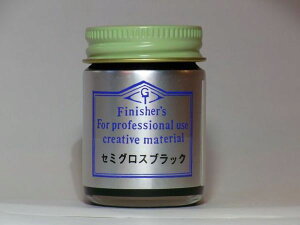 Finisher's
For professional use
creative material
セミグロスブラック